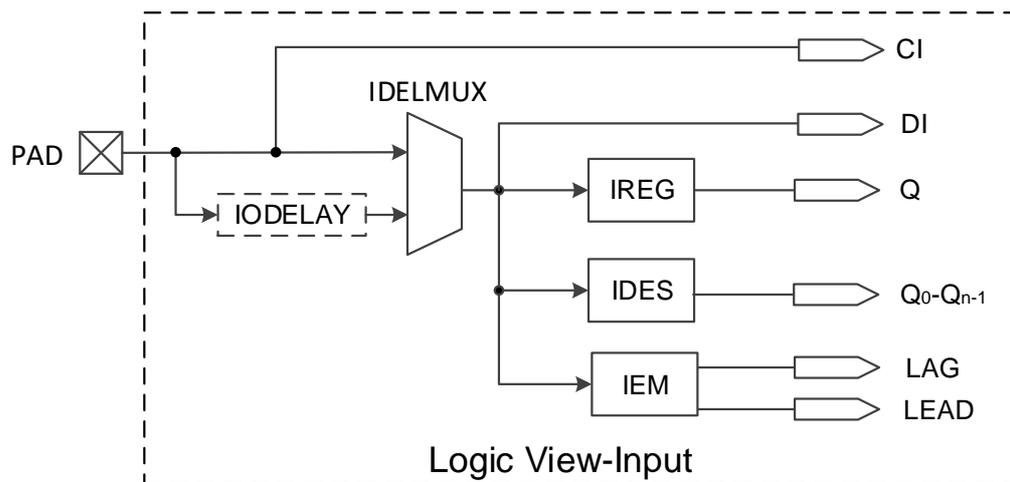 CI
IDELMUX
DI
PAD
IREG
Q
IODELAY
IDES
Q₀-Qₙ₋₁
IEM
LAG
LEAD
Logic View-Input